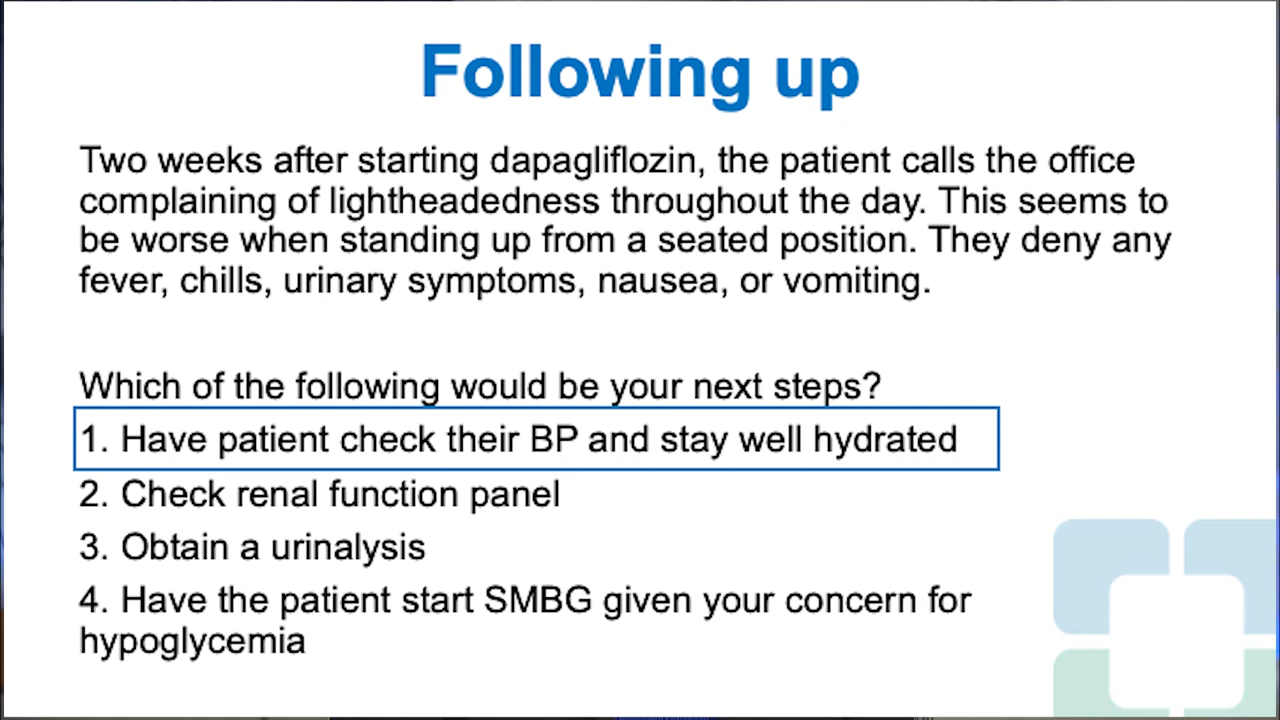 Following up
Two weeks after starting dapagliflozin, the patient calls the office
complaining of lightheadedness throughout the day. This seems to
be worse when standing up from a seated position. They deny any
fever, chills, urinary symptoms, nausea, or vomiting.
Which of the following would be your next steps?
1. Have patient check their BP and stay well hydrated
2. Check renal function panel
3. Obtain a urinalysis
4. Have the patient start SMBG given your concern for
hypoglycemia